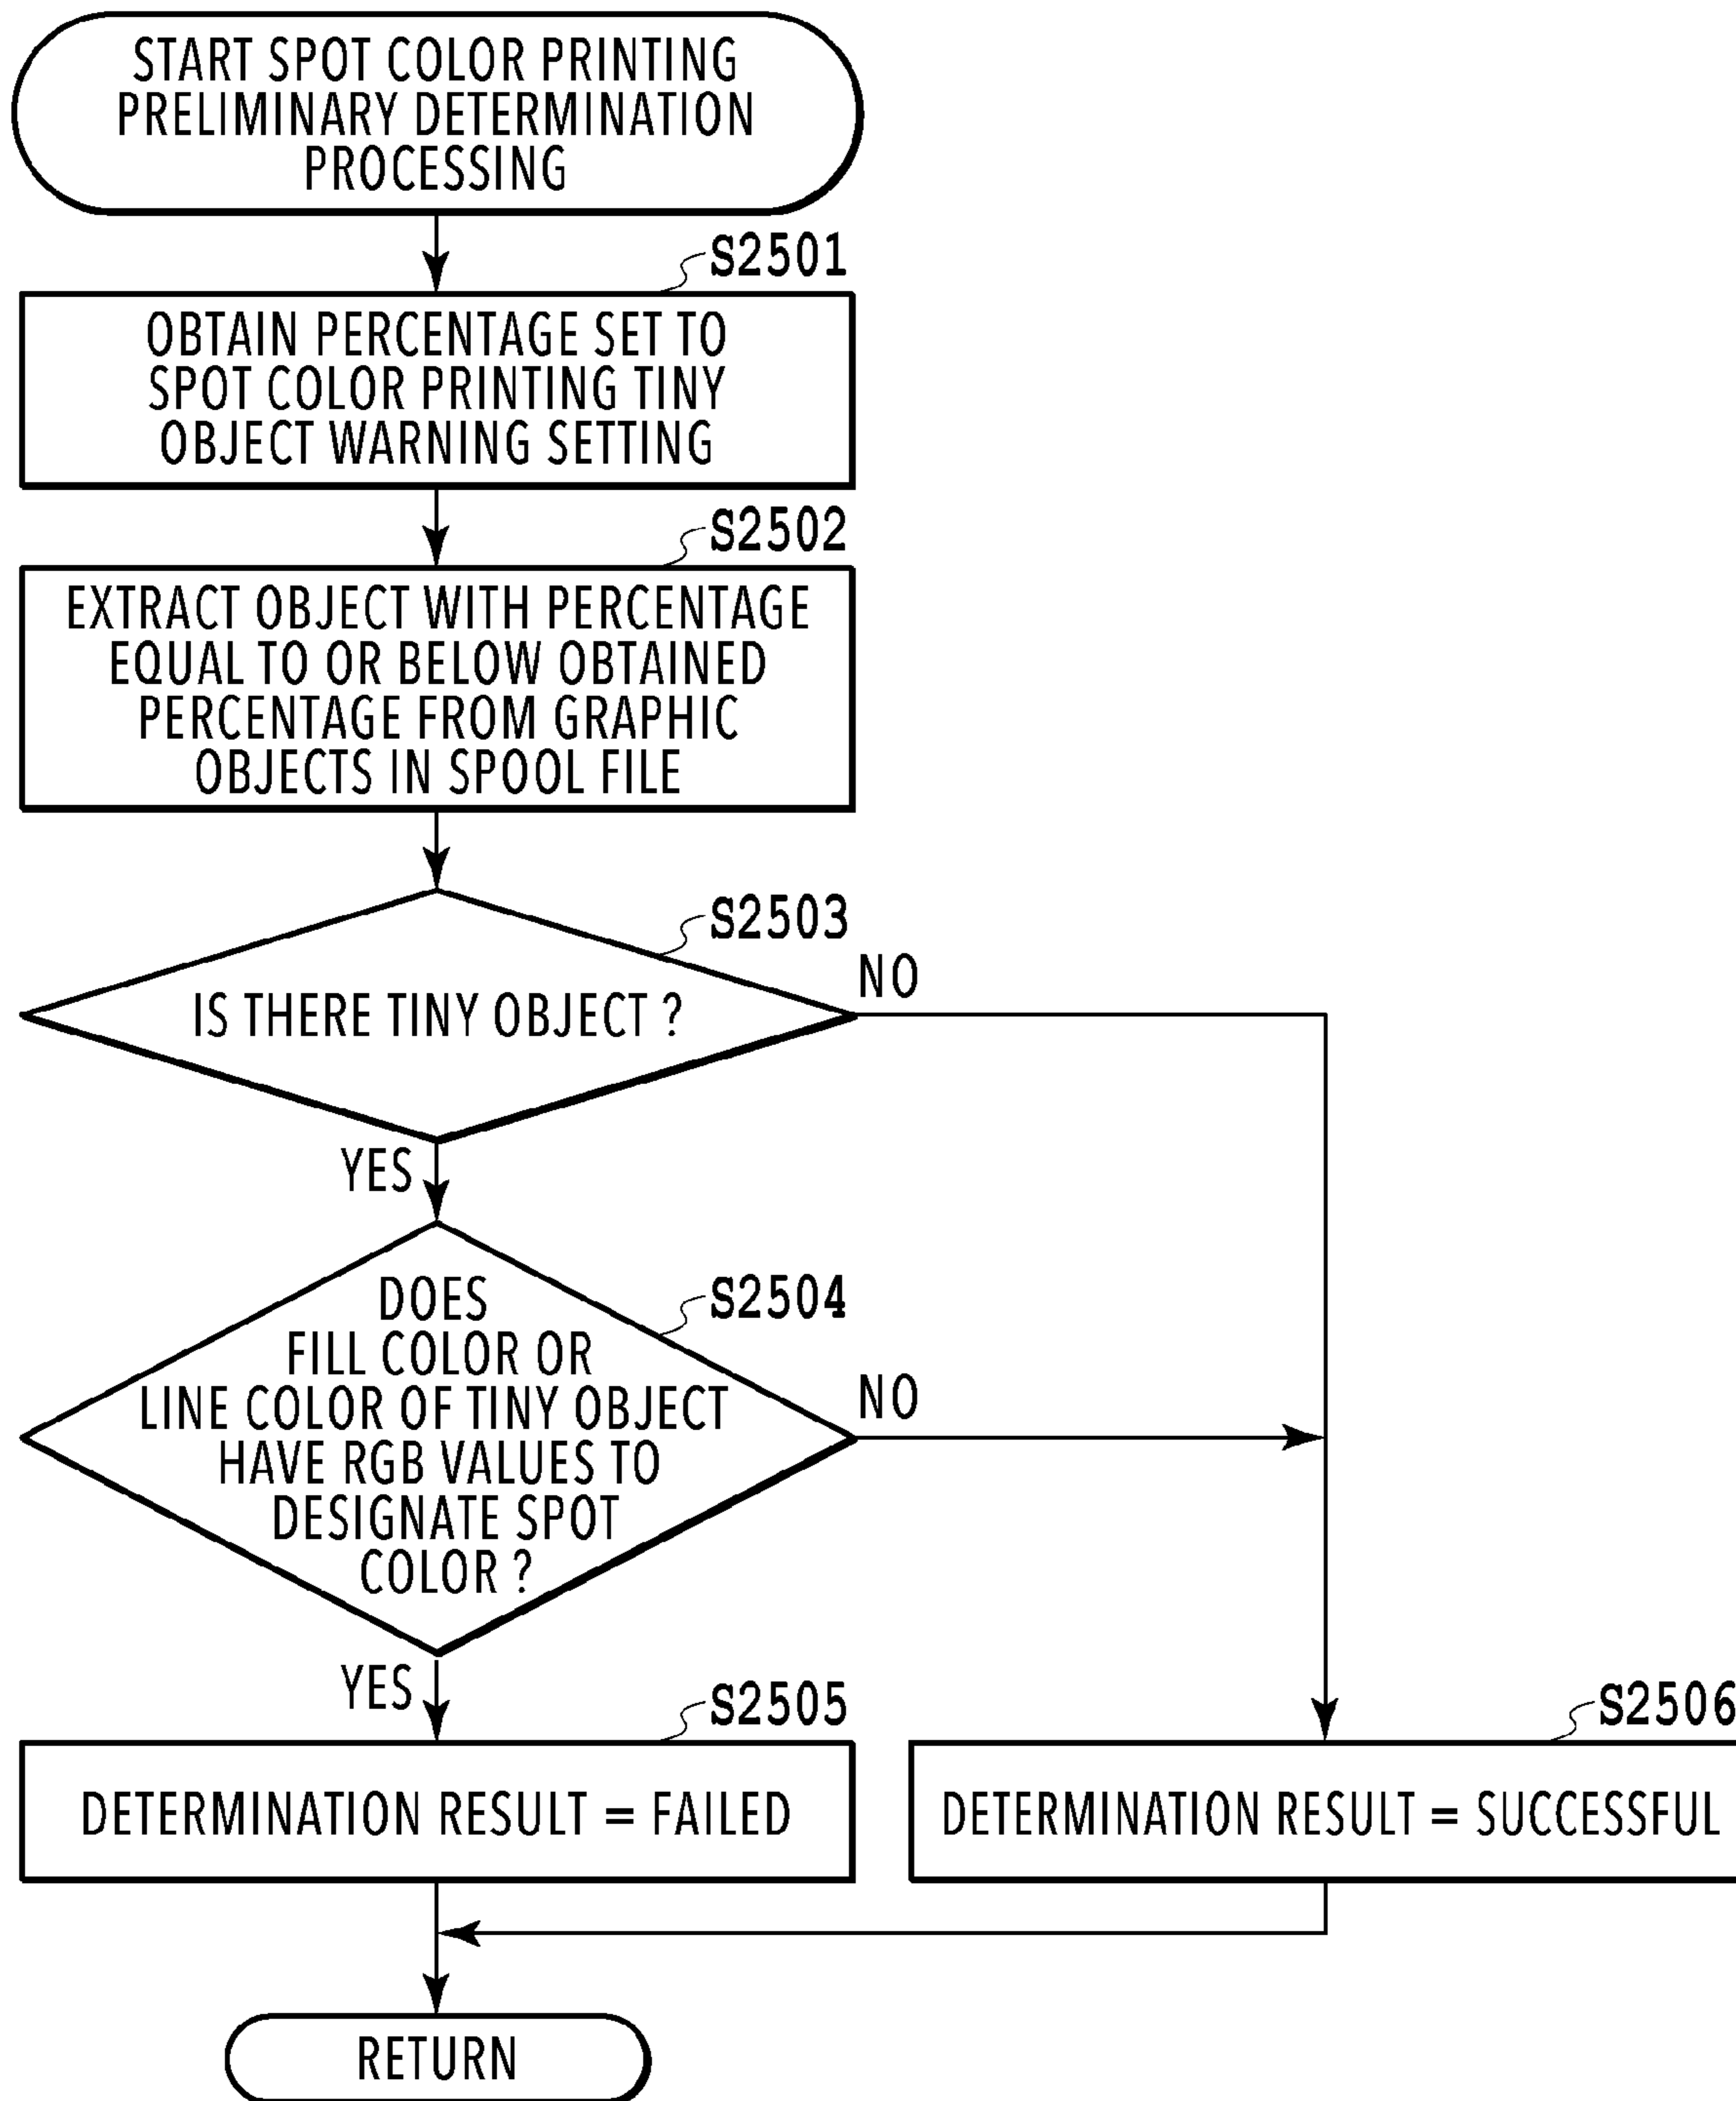 START SPOT COLOR PRINTING
PRELIMINARY DETERMINATION
PROCESSING
S2501
OBTAIN PERCENTAGE SET TO
SPOT COLOR PRINTING TINY
OBJECT WARNING SETTING
S2502
EXTRACT OBJECT WITH PERCENTAGE
EQUAL TO OR BELOW OBTAINED
PERCENTAGE FROM GRAPHIC
OBJECTS IN SPOOL FILE
S2503
NO
IS THERE TINY OBJECT ?
YES
S2504
DOES
FILL COLOR OR
LINE COLOR OF TINY OBJECT
HAVE RGB VALUES TO
DESIGNATE SPOT
COLOR ?
NO
YES
S2505
S2506
DETERMINATION RESULT = FAILED
DETERMINATION RESULT = SUCCESSFUL
RETURN